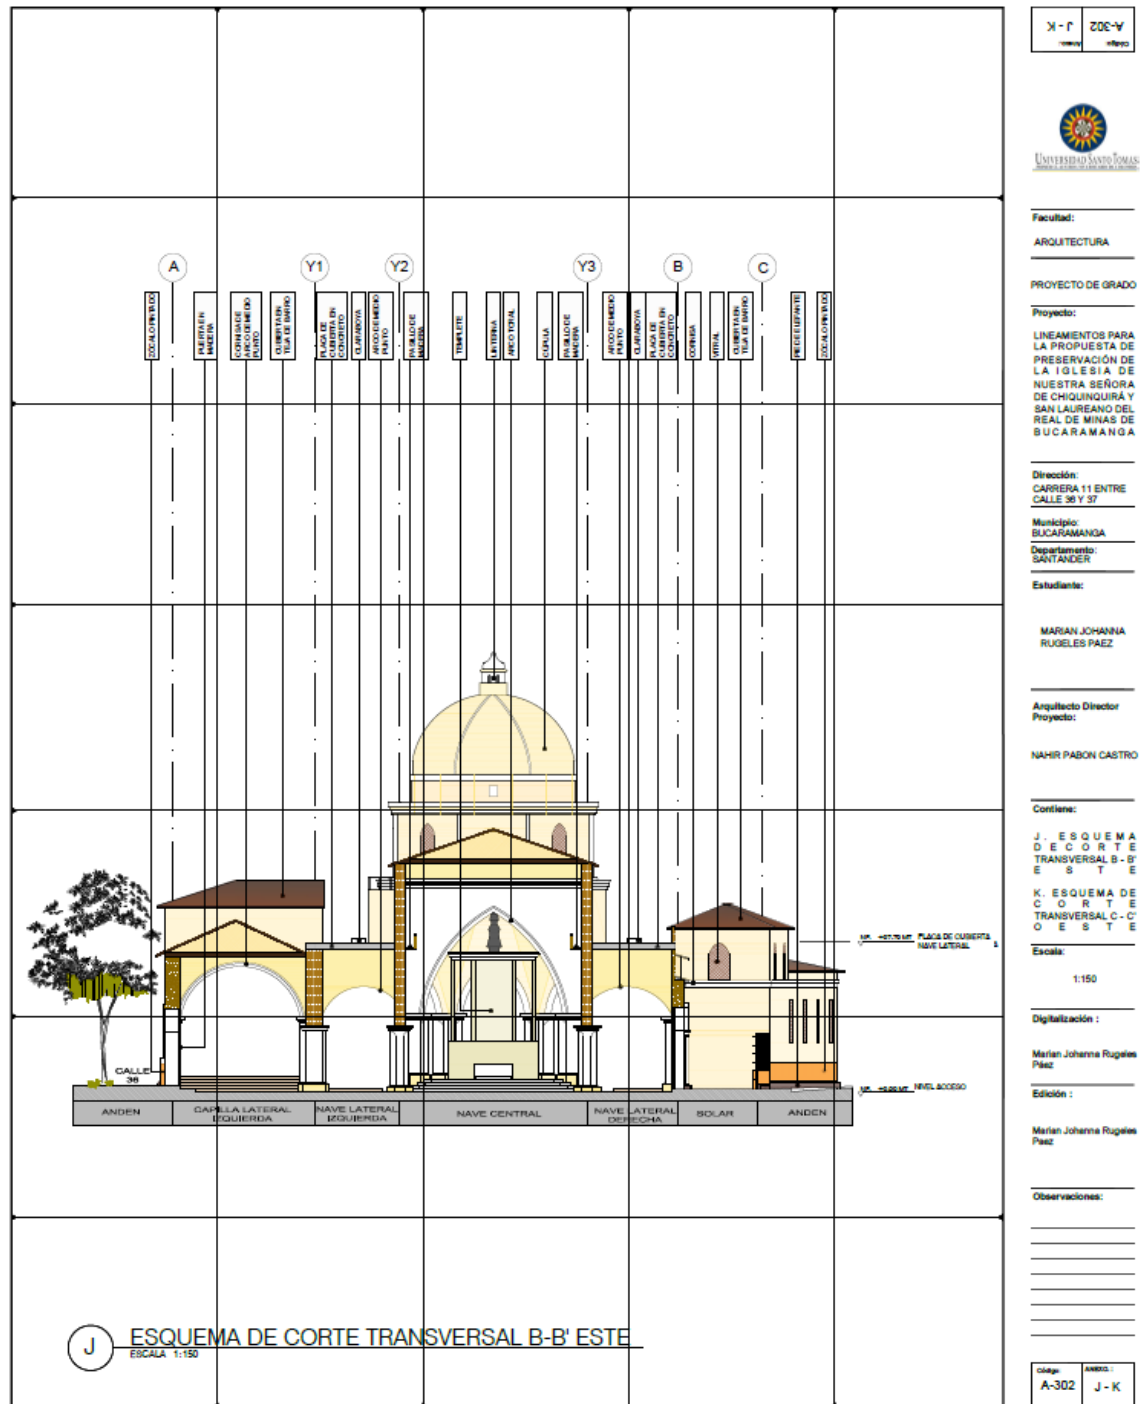 A-302
J - K
Código:
Anexo:
UNIVERSIDAD SANTO TOMAS
Facultad:
ARQUITECTURA
PROYECTO DE GRADO
Proyecto:
LINEAMIENTOS PARA
LA PROPUESTA DE
PRESERVACIÓN DE
LA IGLESIA DE
NUESTRA SEÑORA
DE CHIQUINQUIRÁ Y
SAN LAUREANO DEL
REAL DE MINAS DE
BUCARAMANGA
Dirección:
CARRERA 11 ENTRE
CALLE 36 Y 37
Municipio:
BUCARAMANGA
Departamento:
SANTANDER
Estudiante:
MARIAN JOHANNA
RUGELES PAEZ
Arquitecto Director
Proyecto:
NAHIR PABON CASTRO
Contiene:
J. ESQUEMA
DE CORTE
TRANSVERSAL B - B'
ESTE
K. ESQUEMA DE
CORTE
TRANSVERSAL C - C'
OESTE
Escala:
1:150
Digitalización :
Marian Johanna Rugeles
Páez
Edición :
Marian Johanna Rugeles
Paez
Observaciones:
Código:
ANEXO. :
A-302
J - K
A
Y1
Y2
Y3
B
C
ZOCALO PINTADO
PUERTA EN
MADERA
CORNISA DE
ARCO DE MEDIO
PUNTO
CUBIERTA EN
TEJA DE BARRO
PLACA DE
CUBIERTA EN
CONCRETO
CLARABOYA
ARCO DE MEDIO
PUNTO
PASILLO DE
MADERA
TEMPLETE
LINTERNA
ARCO TORAL
CUPULA
PASILLO DE
MADERA
ARCO DE MEDIO
PUNTO
CLARABOYA
PLACA DE
CUBIERTA EN
CONCRETO
CORNISA
VITRAL
CUBIERTA EN
TEJA DE BARRO
PIE DE ELEFANTE
ZOCALO PINTADO
PLACA DE CUBIERTA
NAVE LATERAL
NIVEL ACCESO
CALLE
36
ANDEN
CAPILLA LATERAL
IZQUIERDA
NAVE LATERAL
IZQUIERDA
NAVE CENTRAL
NAVE LATERAL
DERECHA
SOLAR
ANDEN
J
ESQUEMA DE CORTE TRANSVERSAL B-B' ESTE
ESCALA 1:150